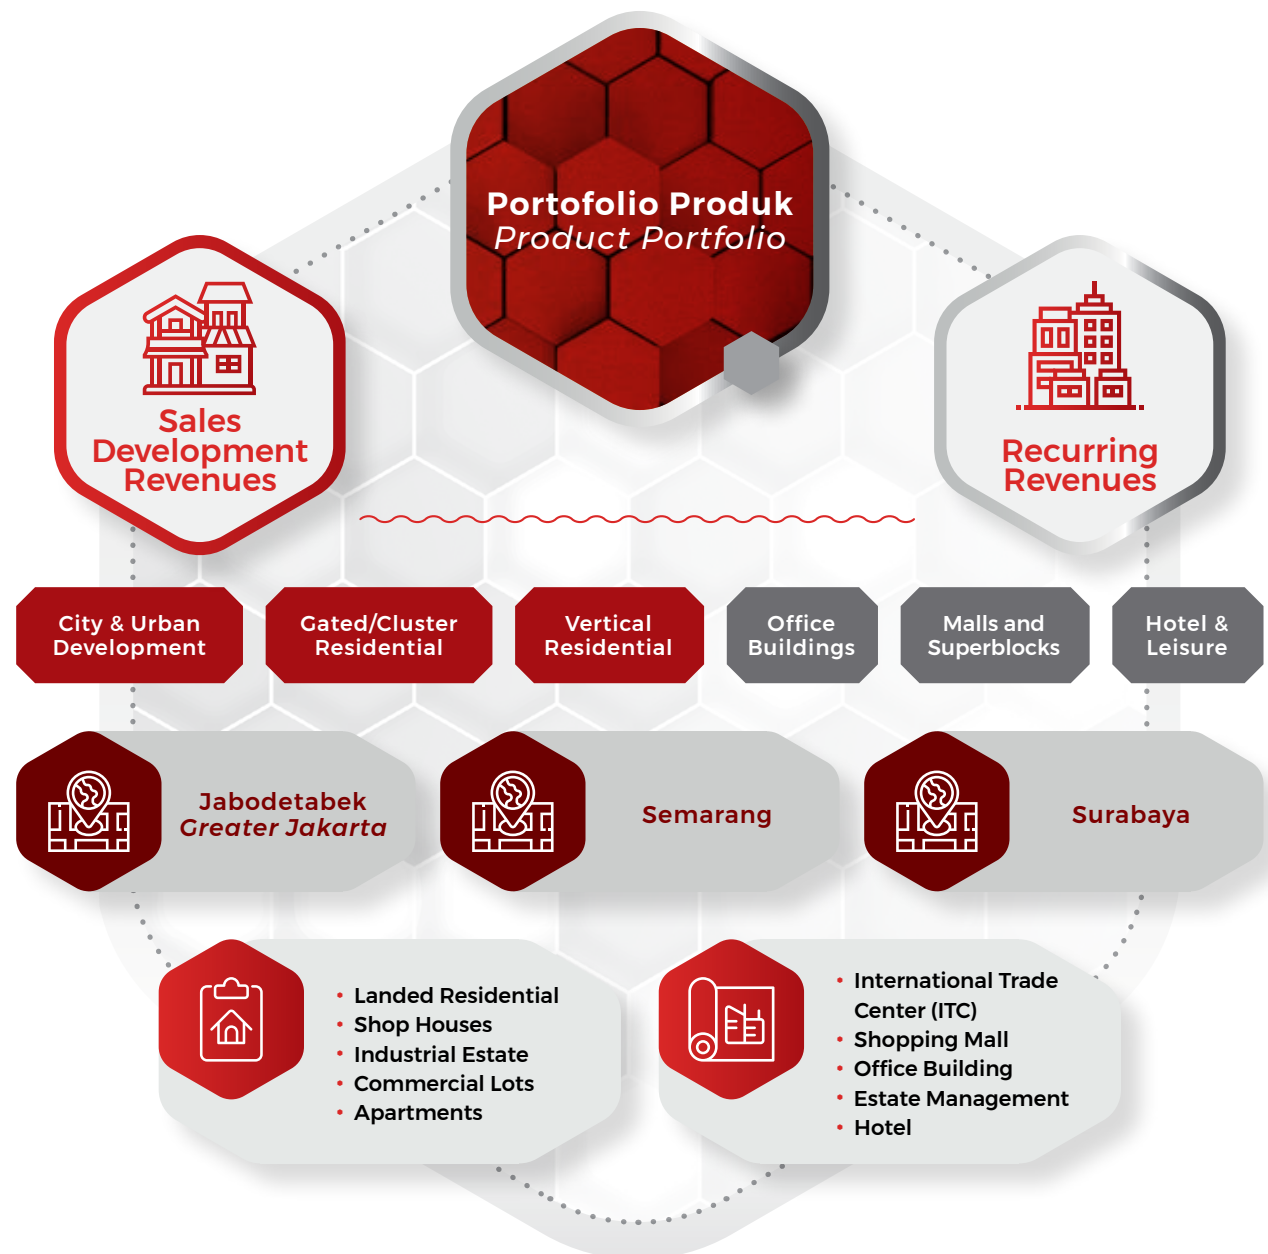 Portofolio Produk
Product Portfolio
Sales
Development
Revenues
Recurring
Revenues
City & Urban
Development
Gated/Cluster
Residential
Vertical
Residential
Office
Buildings
Malls and
Superblocks
Hotel &
Leisure
Jabodetabek
Greater Jakarta
Semarang
Surabaya
• Landed Residential
• Shop Houses
• Industrial Estate
• Commercial Lots
• Apartments
• International Trade
Center (ITC)
• Shopping Mall
• Office Building
• Estate Management
• Hotel